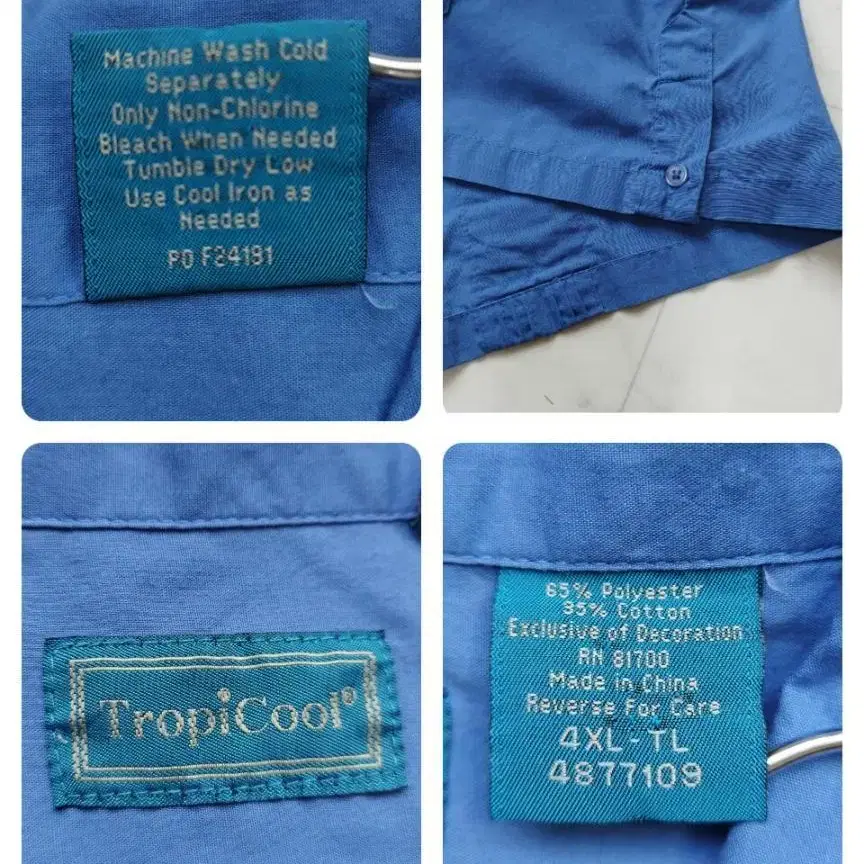 Machine Wash Cold
Separately
Only Non-Chlorine
Bleach When Needed
Tumble Dry Low
Use Cool Iron as
Needed
PO F24191
TropiCool®
65% Polyester
35% Cotton
Exclusive of Decoration
RN 81700
Made in China
Reverse For Care
4XL-TL
4877109